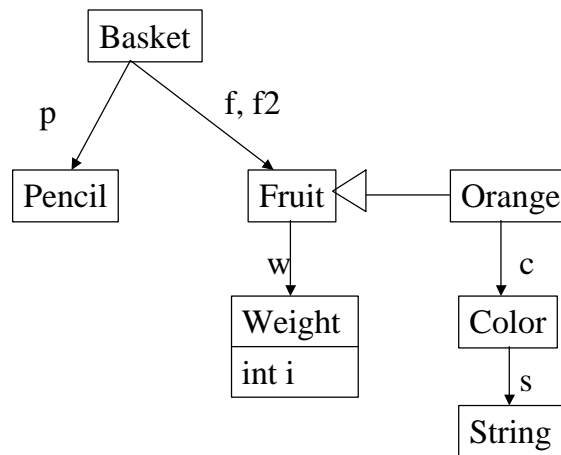 Basket
p
f, f2
Pencil
Fruit
Orange
w
c
Weight
Color
int i
s
String